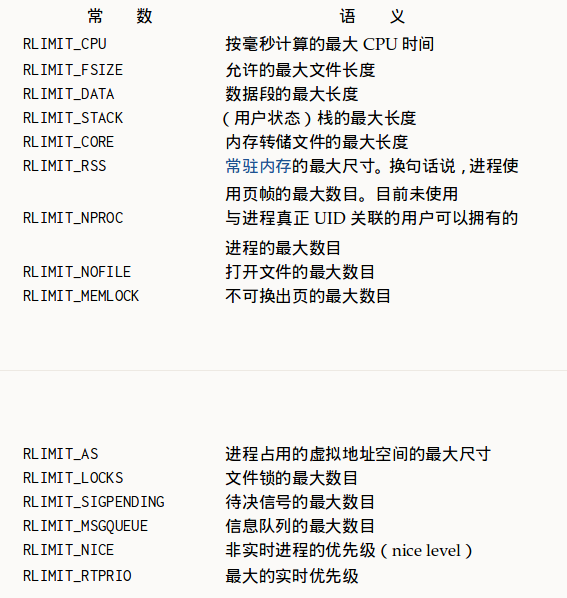 常 数 语 义
RLIMIT_CPU 按毫秒计算的最大 CPU 时间
RLIMIT_FSIZE 允许的最大文件长度
RLIMIT_DATA 数据段的最大长度
RLIMIT_STACK （用户状态）栈的最大长度
RLIMIT_CORE 内存转储文件的最大长度
RLIMIT_RSS 常驻内存的最大尺寸。换句话说，进程使
用页帧的最大数目。目前未使用
RLIMIT_NPROC 与进程真正 UID 关联的用户可以拥有的
进程的最大数目
RLIMIT_NOFILE 打开文件的最大数目
RLIMIT_MEMLOCK 不可换出页的最大数目
RLIMIT_AS 进程占用的虚拟地址空间的最大尺寸
RLIMIT_LOCKS 文件锁的最大数目
RLIMIT_SIGPENDING 待决信号的最大数目
RLIMIT_MSGQUEUE 信息队列的最大数目
RLIMIT_NICE 非实时进程的优先级（nice level）
RLIMIT_RTPRIO 最大的实时优先级